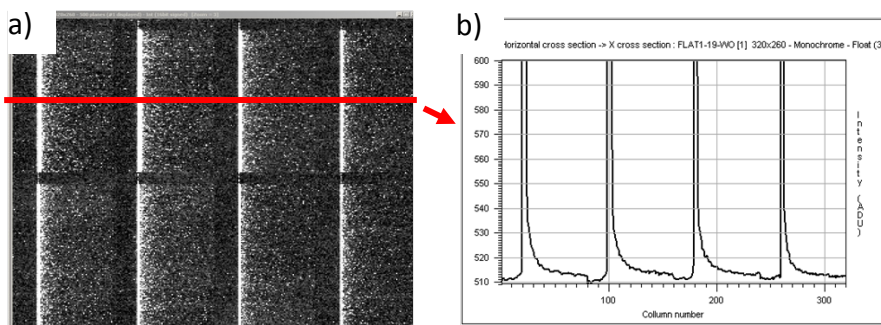 a)
b)
Horizontal cross section -> X cross section : FLAT1-19-WO [1] 320x260 - Monochrome - Float (3
600
590
580
570
560
550
540
530
520
510
100
200
300
Collumn number
Intensity (ADU)